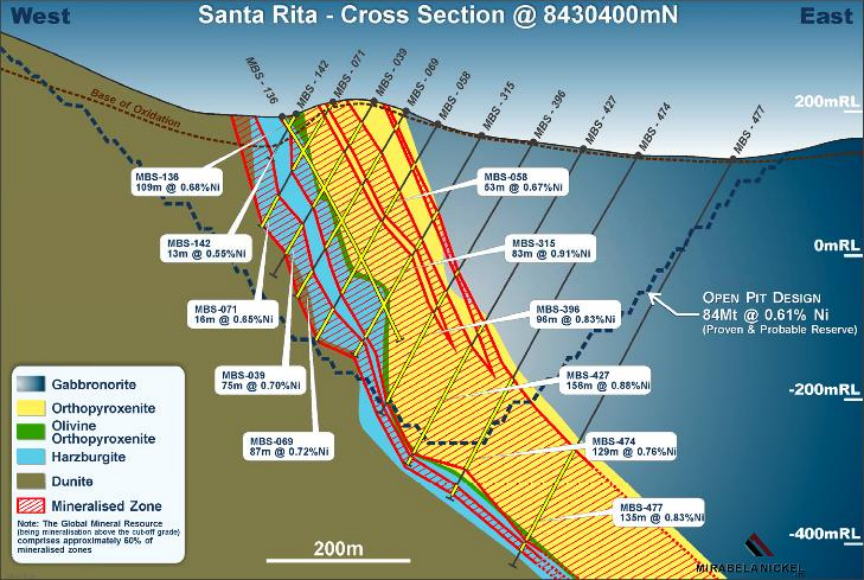 West
Santa Rita - Cross Section @ 8430400mN
East
MBS - 136
MBS - 142
MBS - 071
MBS - 039
MBS - 069
MBS - 058
MBS - 315
MBS - 396
MBS - 427
MBS - 474
MBS - 477
Base of Oxidation
200mRL
0mRL
-200mRL
-400mRL
MBS-136
109m @ 0.68%Ni
MBS-142
13m @ 0.55%Ni
MBS-071
16m @ 0.65%Ni
MBS-039
75m @ 0.70%Ni
MBS-069
87m @ 0.72%Ni
MBS-058
53m @ 0.67%Ni
MBS-315
83m @ 0.91%Ni
MBS-396
96m @ 0.83%Ni
MBS-427
156m @ 0.88%Ni
MBS-474
129m @ 0.76%Ni
MBS-477
135m @ 0.83%Ni
OPEN PIT DESIGN
84Mt @ 0.61% Ni
(Proven & Probable Reserve)
Gabbronorite
Orthopyroxenite
Olivine
Orthopyroxenite
Harzburgite
Dunite
Mineralised Zone
Note: The Global Mineral Resource
(being mineralisation above the cut-off grade)
comprises approximately 60% of
mineralised zones
200m
MIRABELA NICKEL